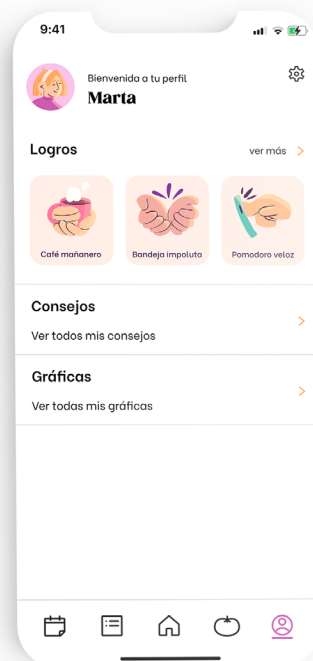 9:41
Bienvenida a tu perfil
Marta
Logros
ver más
Café mañanero
Bandeja impoluta
Pomodoro veloz
Consejos
Ver todos mis consejos
Gráficas
Ver todas mis gráficas